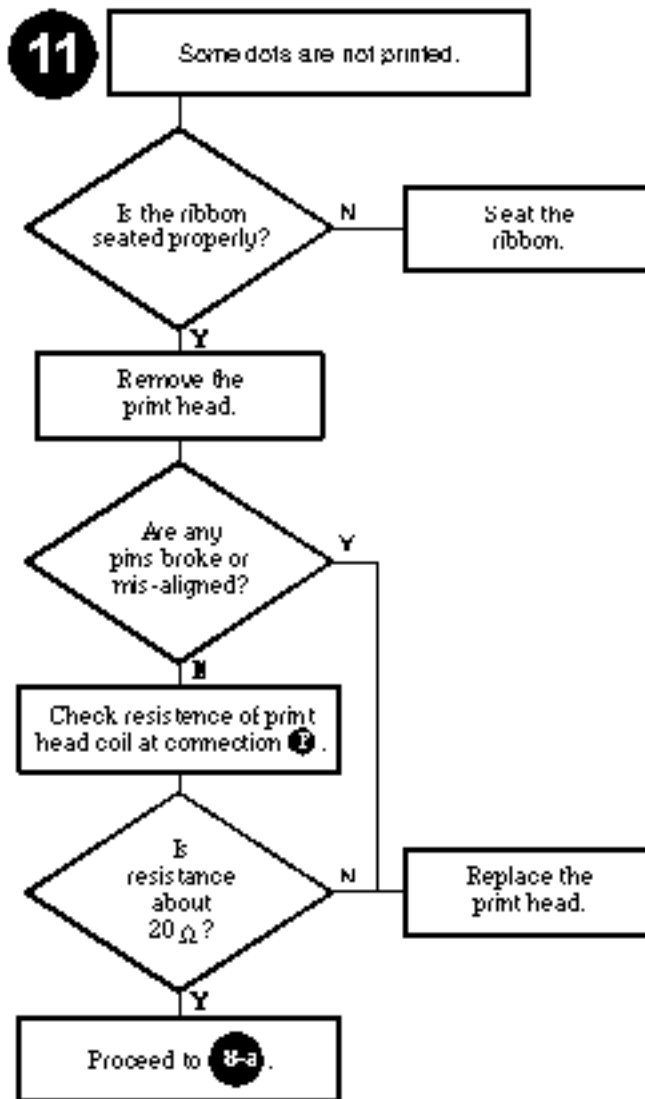 11
Some dots are not printed.
Is the ribbon
seated properly?
N
Seat the
ribbon.
Y
Remove the
print head.
Are any
pins broke or
mis-aligned?
Y
N
Check resistence of print
head coil at connection P .
Is
resistance
about
20 Ω ?
N
Replace the
print head.
Y
Proceed to .